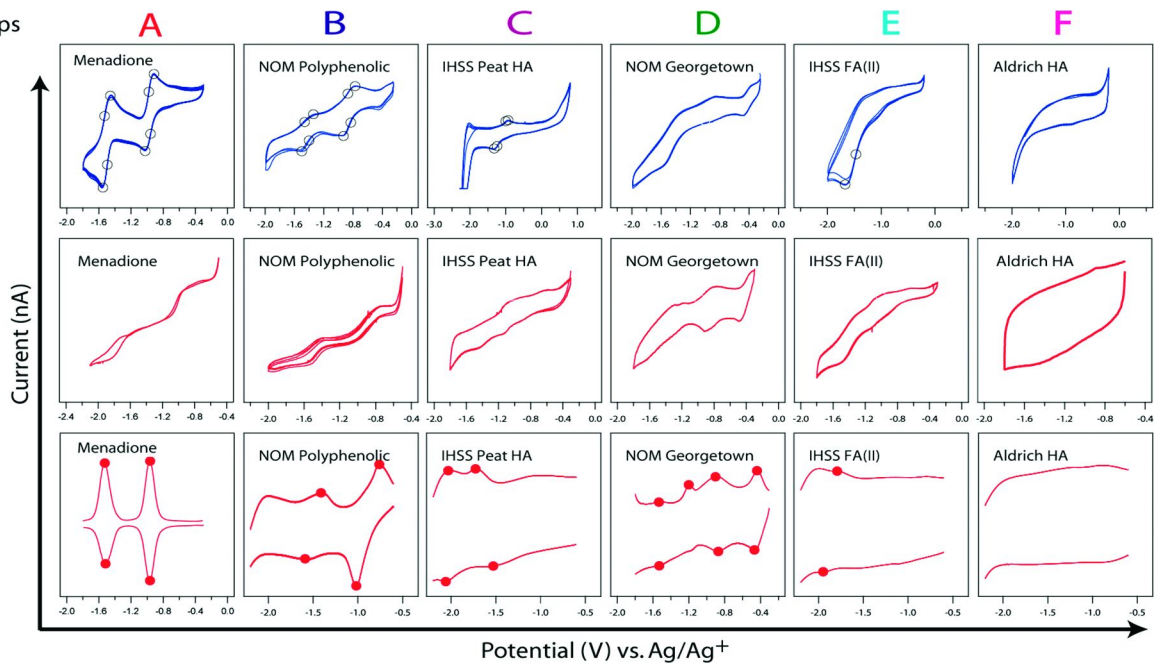 ps
A B C D E F
Menadione NOM Polyphenolic IHSS Peat HA NOM Georgetown IHSS FA(II) Aldrich HA
-2.0 -1.6 -1.2 -0.8 -0.4 0.0 -2.0 -1.6 -1.2 -0.8 -0.4 0.0 -3.0 -2.0 -1.0 0.0 1.0 -2.0 -1.6 -1.2 -0.8 -0.4 0.0 -2.0 -1.0 0.0 -2.0 -1.0 0.0
Menadione NOM Polyphenolic IHSS Peat HA NOM Georgetown IHSS FA(II) Aldrich HA
-2.4 -2.0 -1.6 -1.2 -0.8 -0.4 -2.0 -1.6 -1.2 -0.8 -0.4 -2.0 -1.6 -1.2 -0.8 -0.4 0.0 -2.0 -1.6 -1.2 -0.8 -0.4 0.0 -2.0 -1.6 -1.2 -0.8 -0.4 0.0 -2.0 -1.6 -1.2 -0.8 -0.4
Menadione NOM Polyphenolic IHSS Peat HA NOM Georgetown IHSS FA(II) Aldrich HA
-2.0 -1.6 -1.2 -0.8 -0.4 0.0 -2.0 -1.5 -1.0 -0.5 -2.0 -1.5 -1.0 -0.5 -2.0 -1.6 -1.2 -0.8 -0.4 -2.0 -1.5 -1.0 -0.5 -2.0 -1.5 -1.0 -0.5
Current (nA)
Potential (V) vs. Ag/Ag+